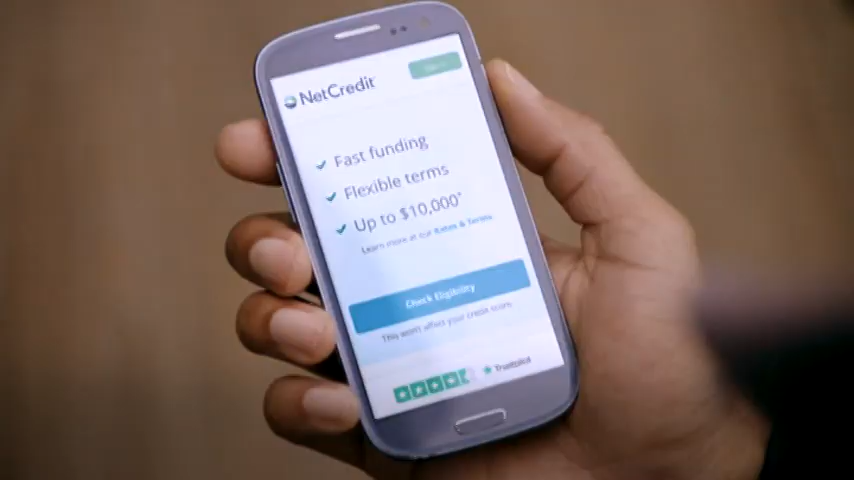 NetCredit
Fast funding
Flexible terms
Up to $10,000*
Learn more at our Rates & Terms
Check Eligibility
This won't affect your credit score
Trustpilot